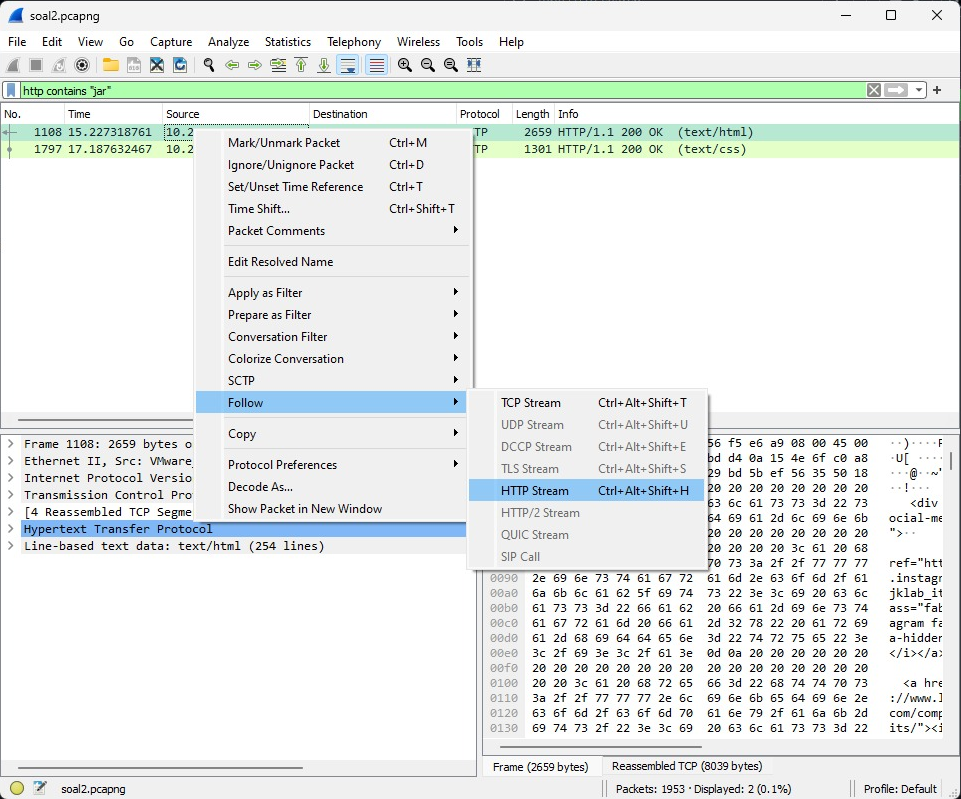 soal2.pcapng
File Edit View Go Capture Analyze Statistics Telephony Wireless Tools Help
http contains "jar"
No. Time Source Destination Protocol Length Info
1108 15.227318761 10.2 TP 2659 HTTP/1.1 200 OK (text/html)
1797 17.187632467 10.2 TP 1301 HTTP/1.1 200 OK (text/css)
Mark/Unmark Packet Ctrl+M
Ignore/Unignore Packet Ctrl+D
Set/Unset Time Reference Ctrl+T
Time Shift... Ctrl+Shift+T
Packet Comments
Edit Resolved Name
Apply as Filter
Prepare as Filter
Conversation Filter
Colorize Conversation
SCTP
Follow
Copy
Protocol Preferences
Decode As...
Show Packet in New Window
TCP Stream Ctrl+Alt+Shift+T
UDP Stream Ctrl+Alt+Shift+U
DCCP Stream Ctrl+Alt+Shift+E
TLS Stream Ctrl+Alt+Shift+S
HTTP Stream Ctrl+Alt+Shift+H
HTTP/2 Stream
QUIC Stream
SIP Call
Frame 1108: 2659 bytes o
Ethernet II, Src: VMware_
Internet Protocol Versio
Transmission Control Pro
[4 Reassembled TCP Segme
Hypertext Transfer Protocol
Line-based text data: text/html (254 lines)
56 f5 e6 a9 08 00 45 00
bd d4 0a 15 4e 6f c0 a8 ·U[ ····
29 bd 5b ef 56 35 50 18
20 20 20 20 20 20 20 20
63 6c 61 73 73 3d 22 73 <div
64 69 61 2d 6c 69 6e 6b ocial-me
20 20 20 20 20 20 20 20 ">··
20 20 20 20 3c 61 20 68
70 73 3a 2f 2f 77 77 77 ref="htt
0090 2e 69 6e 73 74 61 67 72 61 6d 2e 63 6f 6d 2f 61 .instagr
00a0 6a 6b 6c 61 62 5f 69 74 73 22 3e 3c 69 20 63 6c jklab_it
00b0 61 73 73 3d 22 66 61 62 20 66 61 2d 69 6e 73 74 ass="fab
00c0 61 67 72 61 6d 20 66 61 2d 32 78 22 20 61 72 69 agram fa
00d0 61 2d 68 69 64 64 65 6e 3d 22 74 72 75 65 22 3e a-hidden
00e0 3c 2f 69 3e 3c 2f 61 3e 0d 0a 20 20 20 20 20 20 </i></a>
00f0 20 20 20 20 20 20 20 20 20 20 20 20 20 20 20 20
0100 20 20 3c 61 20 68 72 65 66 3d 22 68 74 74 70 73 <a hre
0110 3a 2f 2f 77 77 77 2e 6c 69 6e 6b 65 64 69 6e 2e ://www.l
0120 63 6f 6d 2f 63 6f 6d 70 61 6e 79 2f 61 6a 6b 2d com/comp
0130 69 74 73 2f 22 3e 3c 69 20 63 6c 61 73 73 3d 22 its/"><i
Frame (2659 bytes) Reassembled TCP (8039 bytes)
soal2.pcapng Packets: 1953 · Displayed: 2 (0.1%) Profile: Default